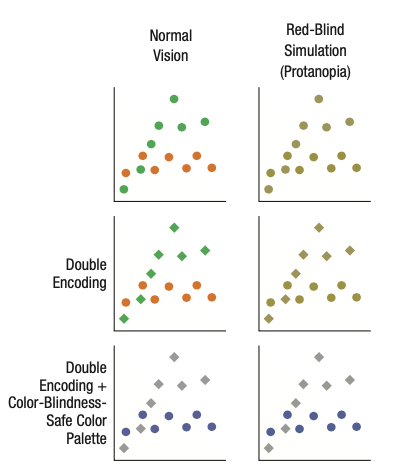 Normal
Vision
Red-Blind
Simulation
(Protanopia)
Double
Encoding
Double
Encoding +
Color-Blindness-
Safe Color
Palette